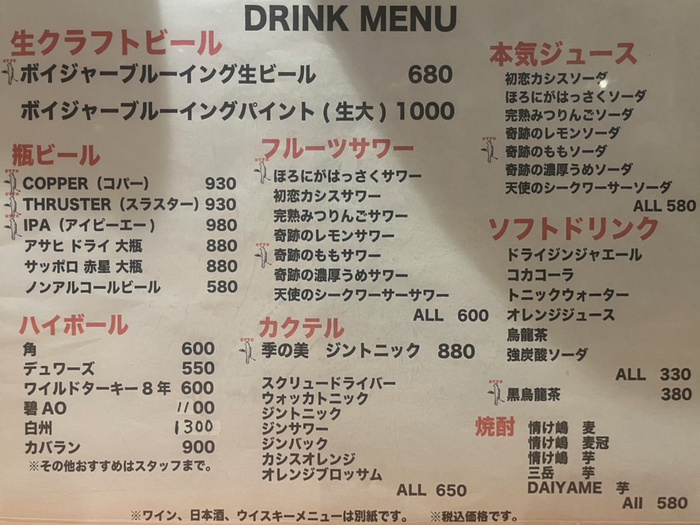 DRINK MENU
生クラフトビール
ボイジャーブルーイング生ビール 680
ボイジャーブルーイングパイント(生大) 1000
瓶ビール
COPPER（コパー） 930
THRUSTER（スラスター） 930
IPA（アイピーエー） 980
アサヒ ドライ 大瓶 880
サッポロ 赤星 大瓶 880
ノンアルコールビール 580
ハイボール
角 600
デュワーズ 550
ワイルドターキー8年 600
碧AO 1100
白州 1300
カバラン 900
※その他おすすめはスタッフまで。
フルーツサワー
ほろにがはっさくサワー
初恋カシスサワー
完熟みつりんごサワー
奇跡のレモンサワー
奇跡のももサワー
奇跡の濃厚うめサワー
天使のシークワーサーサワー
ALL 600
カクテル
季の美 ジントニック 880
スクリュードライバー
ウォッカトニック
ジントニック
ジンサワー
ジンバック
カシスオレンジ
オレンジブロッサム
ALL 650
本気ジュース
初恋カシスソーダ
ほろにがはっさくソーダ
完熟みつりんごソーダ
奇跡のレモンソーダ
奇跡のももソーダ
奇跡の濃厚うめソーダ
天使のシークワーサーソーダ
ALL 580
ソフトドリンク
ドライジンジャエール
コカコーラ
トニックウォーター
オレンジジュース
烏龍茶
強炭酸ソーダ
ALL 330
黒烏龍茶 380
焼酎
情け嶋 麦
情け嶋 麦冠
情け嶋 芋
三岳 芋
DAIYAME 芋
All 580
※ワイン、日本酒、ウイスキーメニューは別紙です。 ※税込価格です。